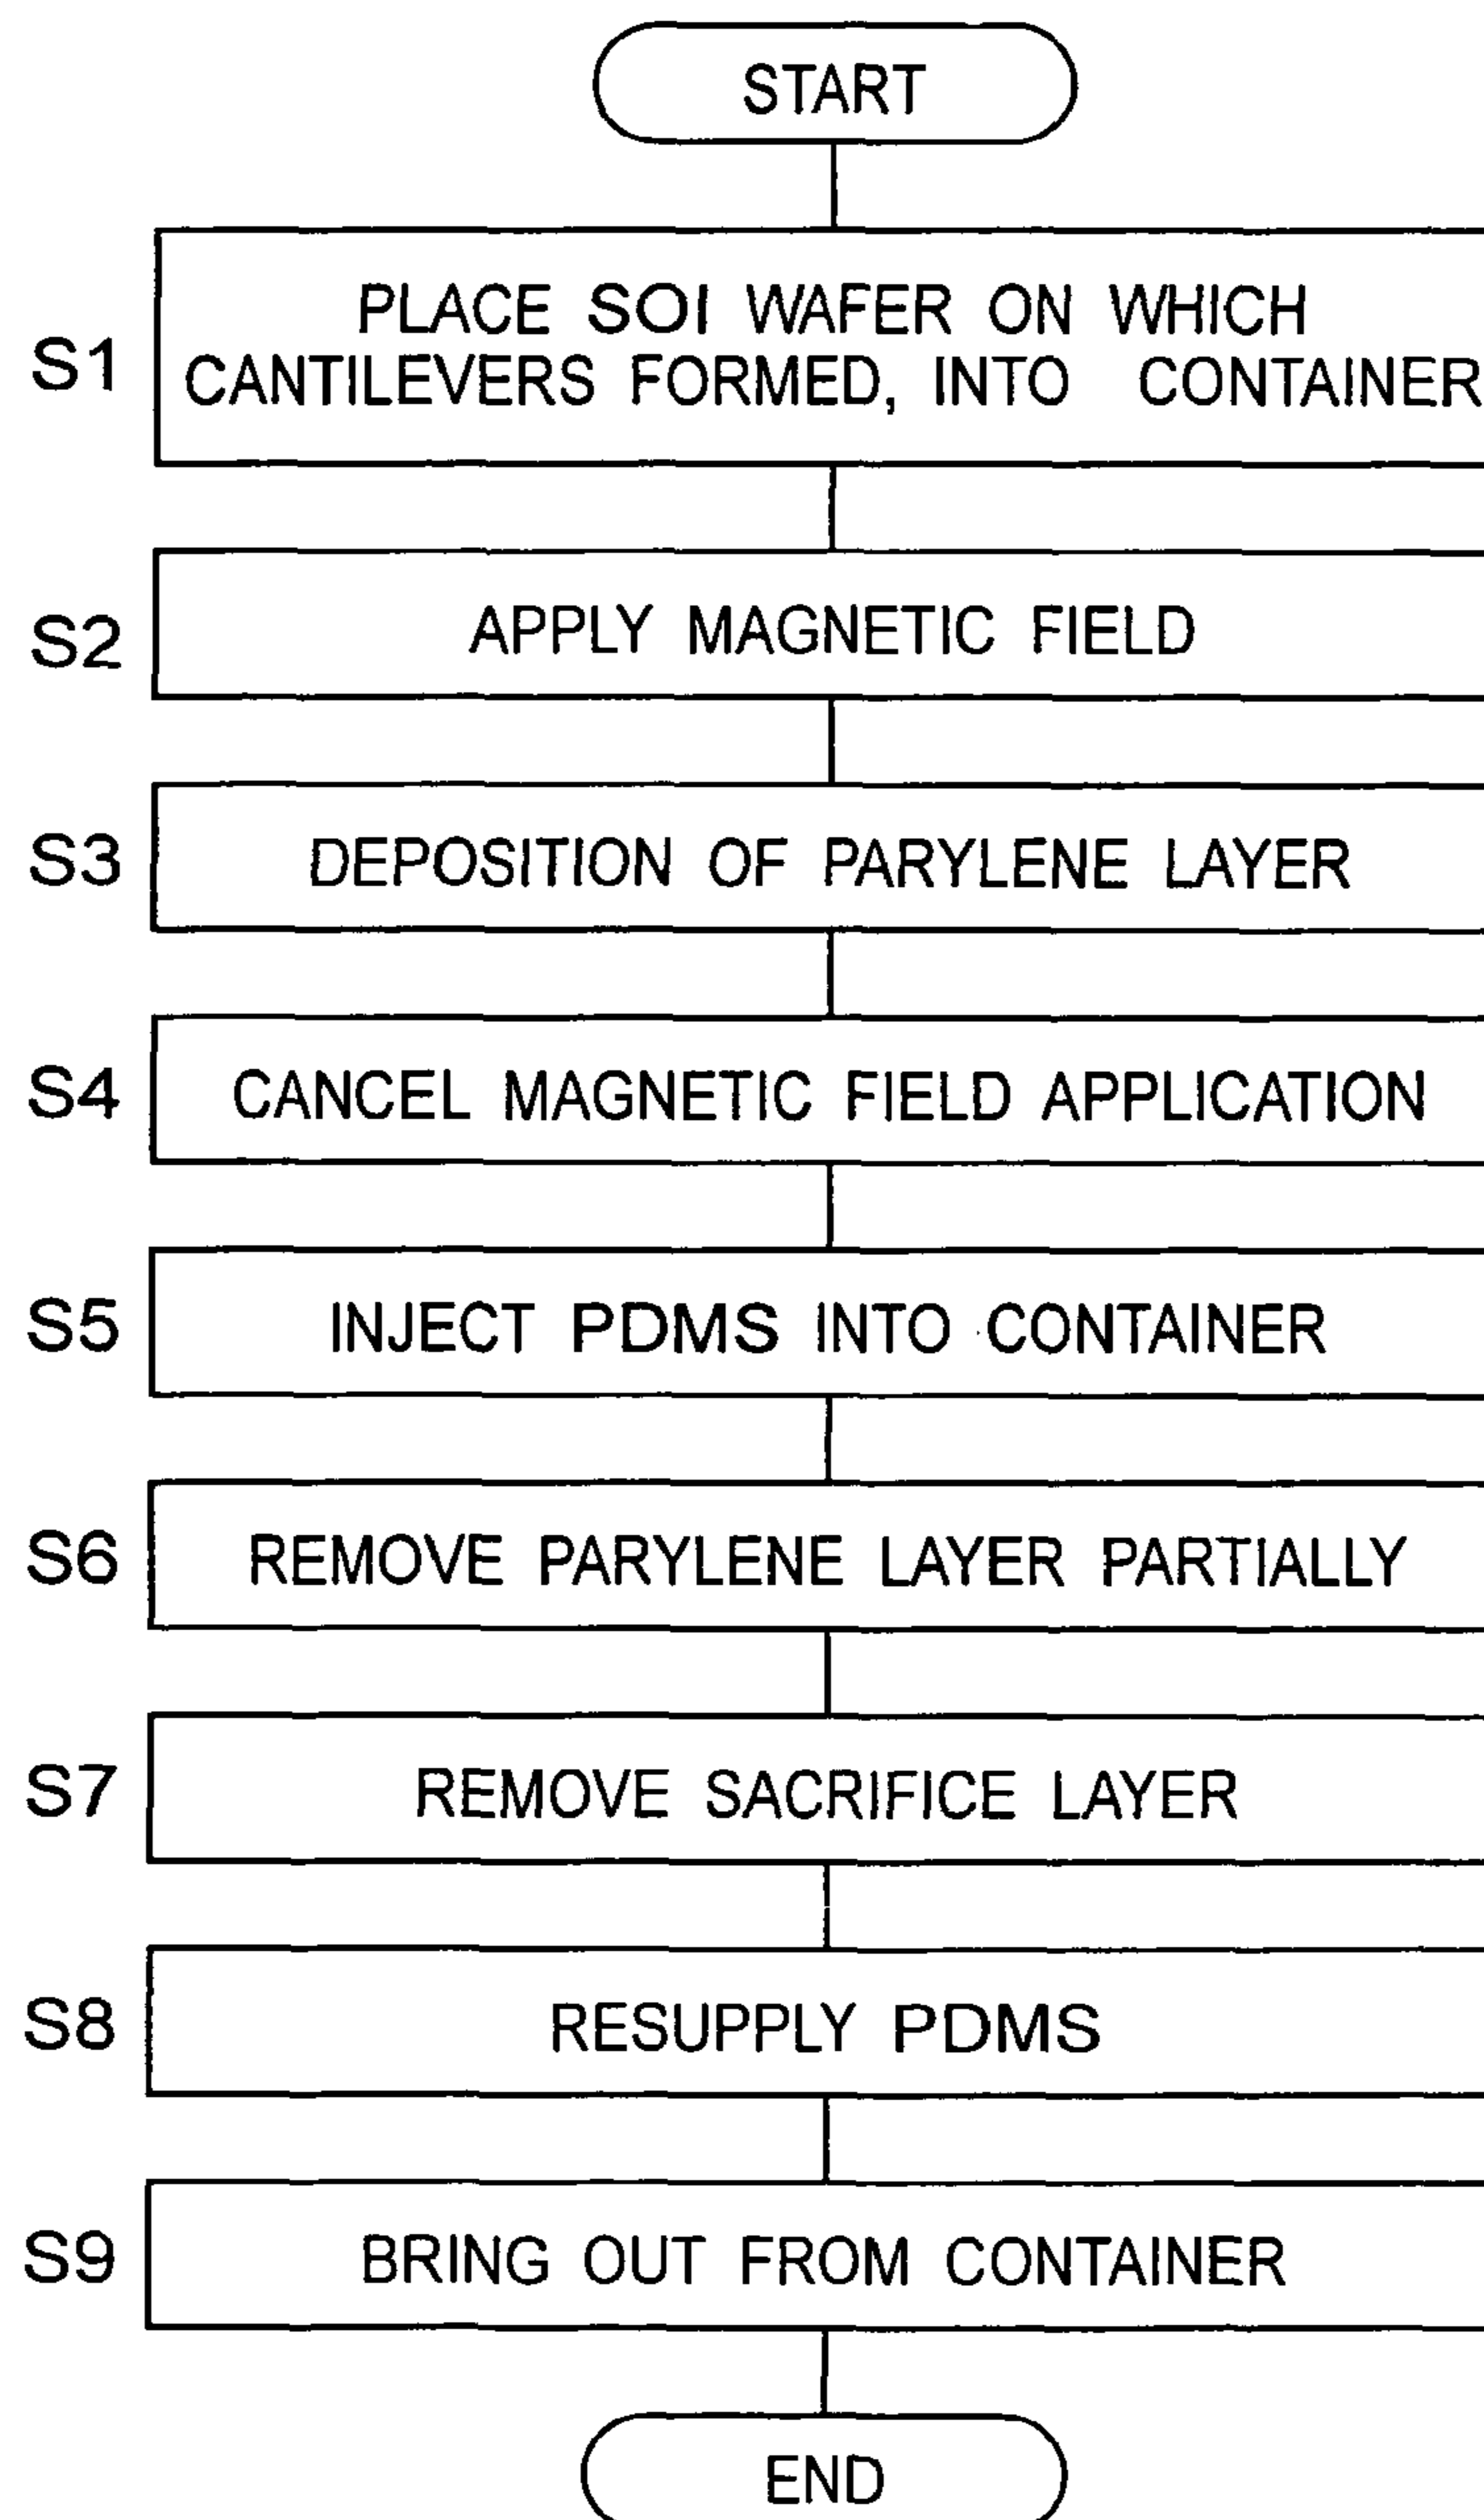 START
S1
PLACE SOI WAFER ON WHICH
CANTILEVERS FORMED, INTO CONTAINER
S2
APPLY MAGNETIC FIELD
S3
DEPOSITION OF PARYLENE LAYER
S4
CANCEL MAGNETIC FIELD APPLICATION
S5
INJECT PDMS INTO CONTAINER
S6
REMOVE PARYLENE LAYER PARTIALLY
S7
REMOVE SACRIFICE LAYER
S8
RESUPPLY PDMS
S9
BRING OUT FROM CONTAINER
END